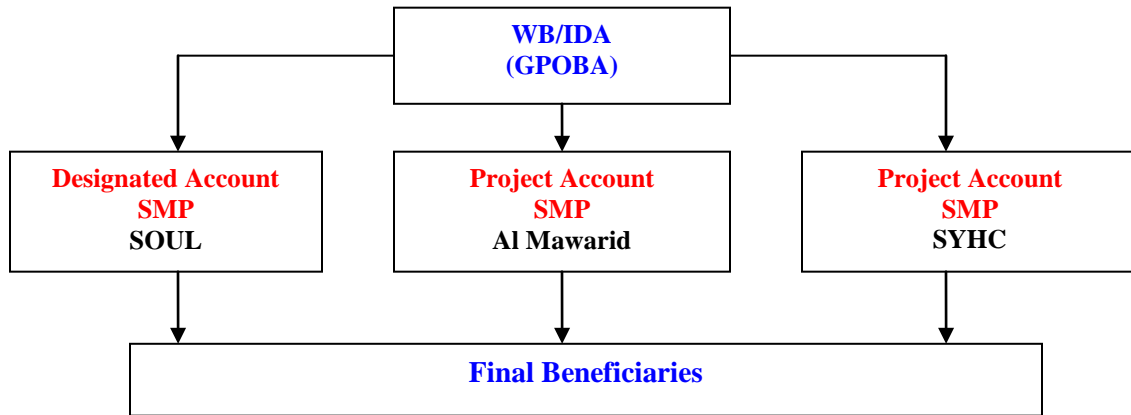 WB/IDA
(GPOBA)
Designated Account
SMP
SOUL
Project Account
SMP
Al Mawarid
Project Account
SMP
SYHC
Final Beneficiaries